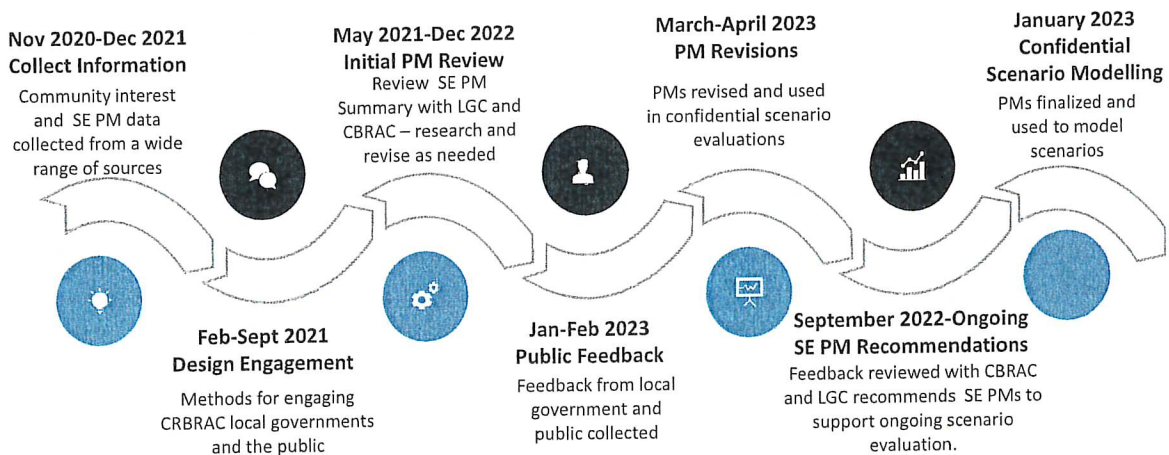 Nov 2020-Dec 2021
Collect Information
Community interest
and SE PM data
collected from a wide
range of sources
Feb-Sept 2021
Design Engagement
Methods for engaging
CRBRAC local governments
and the public
May 2021-Dec 2022
Initial PM Review
Review SE PM
Summary with LGC and
CBRAC – research and
revise as needed
Jan-Feb 2023
Public Feedback
Feedback from local
government and
public collected
March-April 2023
PM Revisions
PMs revised and used
in confidential scenario
evaluations
September 2022-Ongoing
SE PM Recommendations
Feedback reviewed with CBRAC
and LGC recommends SE PMs to
support ongoing scenario
evaluation.
January 2023
Confidential
Scenario Modelling
PMs finalized and
used to model
scenarios